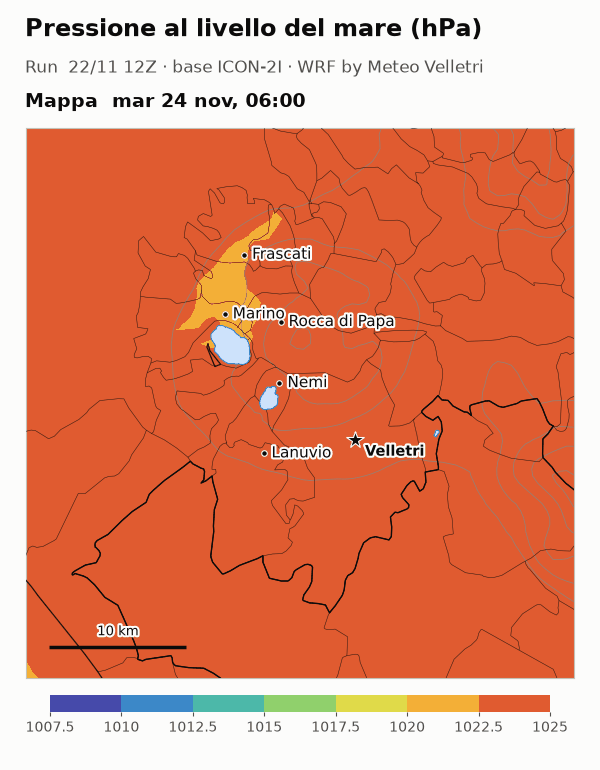 Pressione al livello del mare (hPa)
Run  22/11 12Z · base ICON-2I · WRF by Meteo Velletri
Mappa  mar 24 nov, 06:00
Frascati
Marino
Rocca di Papa
Nemi
Velletri
Lanuvio
10 km
1007.5 1010 1012.5 1015 1017.5 1020 1022.5 1025